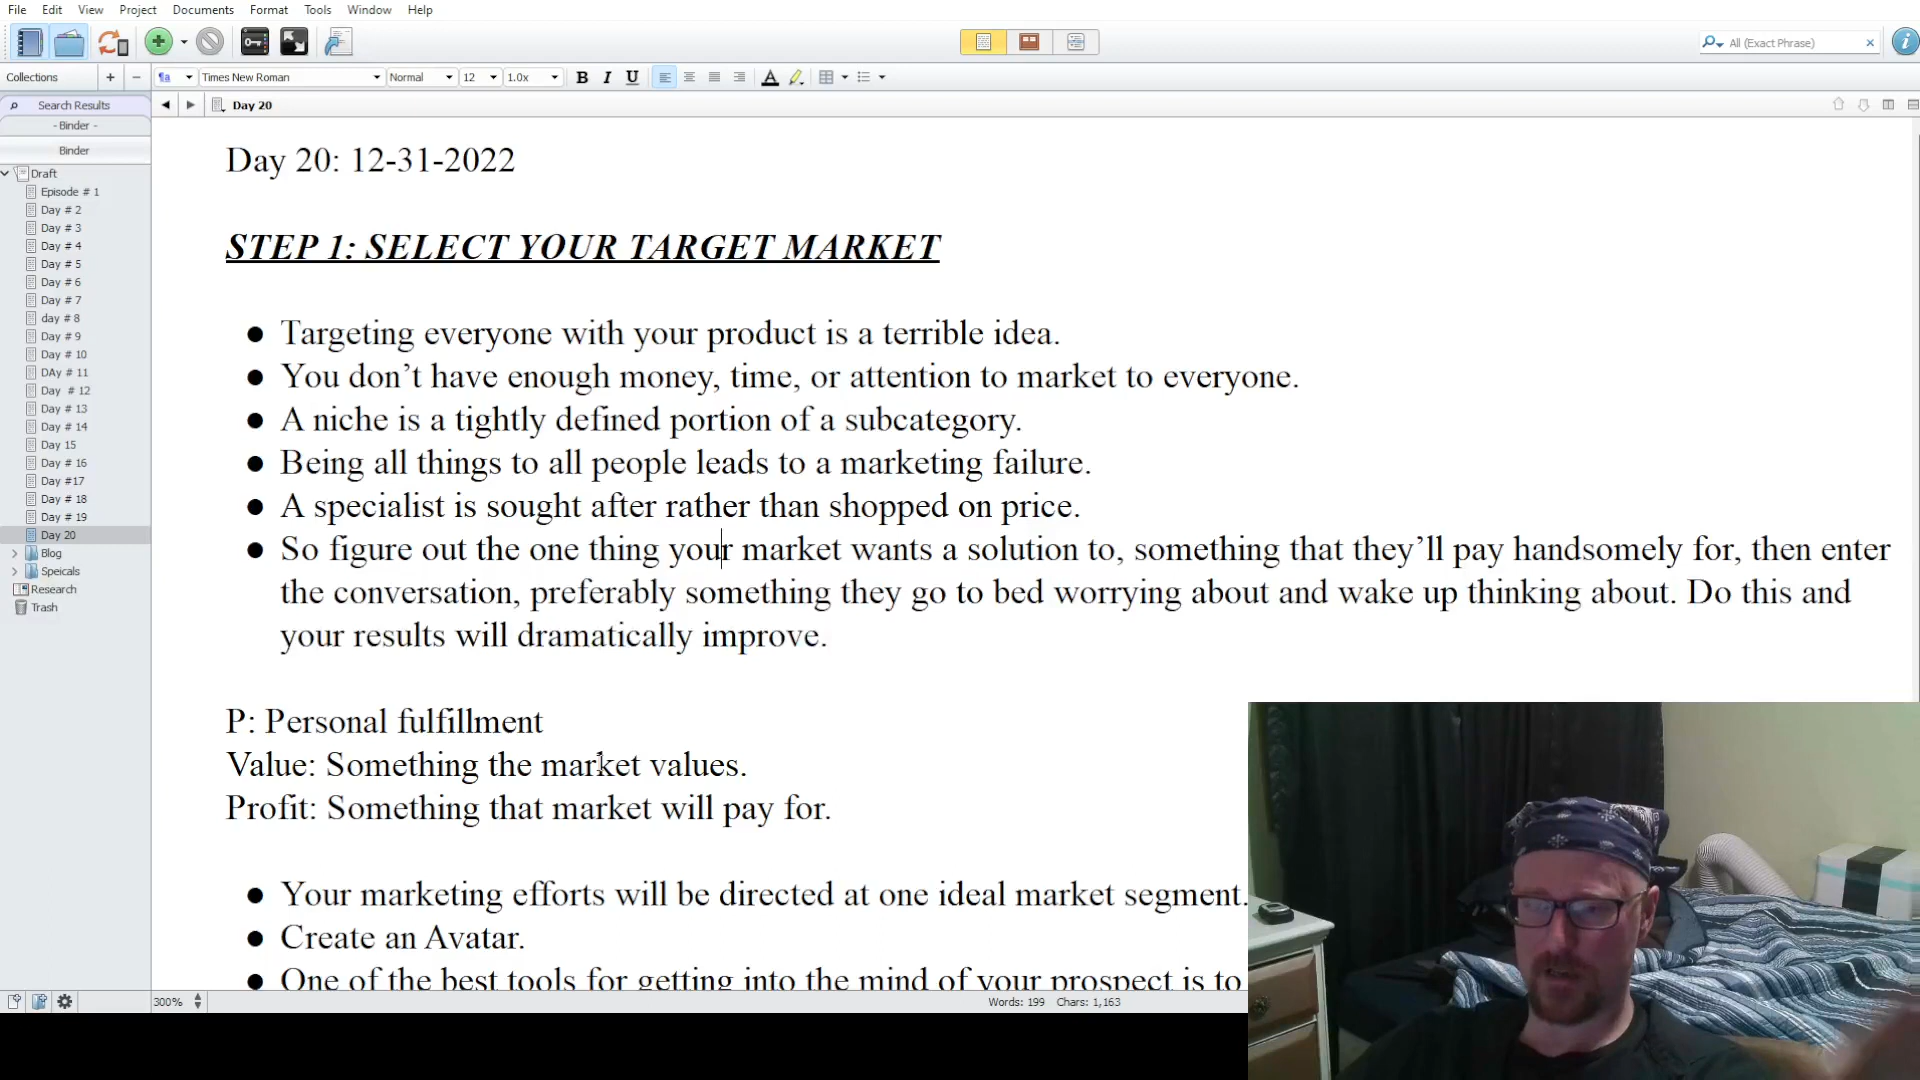 File Edit View Project Documents Format Tools Window Help
All (Exact Phrase)
Collections
Times New Roman Normal 12 1.0x B I U
Search Results
Day 20
- Binder -
Binder
Draft
Episode # 1
Day # 2
Day # 3
Day # 4
Day # 5
Day # 6
Day # 7
day # 8
Day # 9
Day # 10
DAy # 11
Day # 12
Day # 13
Day # 14
Day 15
Day # 16
Day #17
Day # 18
Day # 19
Day 20
Blog
Speicals
Research
Trash
Day 20: 12-31-2022
STEP 1: SELECT YOUR TARGET MARKET
● Targeting everyone with your product is a terrible idea.
● You don’t have enough money, time, or attention to market to everyone.
● A niche is a tightly defined portion of a subcategory.
● Being all things to all people leads to a marketing failure.
● A specialist is sought after rather than shopped on price.
● So figure out the one thing your market wants a solution to, something that they’ll pay handsomely for, then enter
the conversation, preferably something they go to bed worrying about and wake up thinking about. Do this and
your results will dramatically improve.
P: Personal fulfillment
Value: Something the market values.
Profit: Something that market will pay for.
● Your marketing efforts will be directed at one ideal market segment.
● Create an Avatar.
● One of the best tools for getting into the mind of your prospect is to
300%
Words: 199 Chars: 1,163